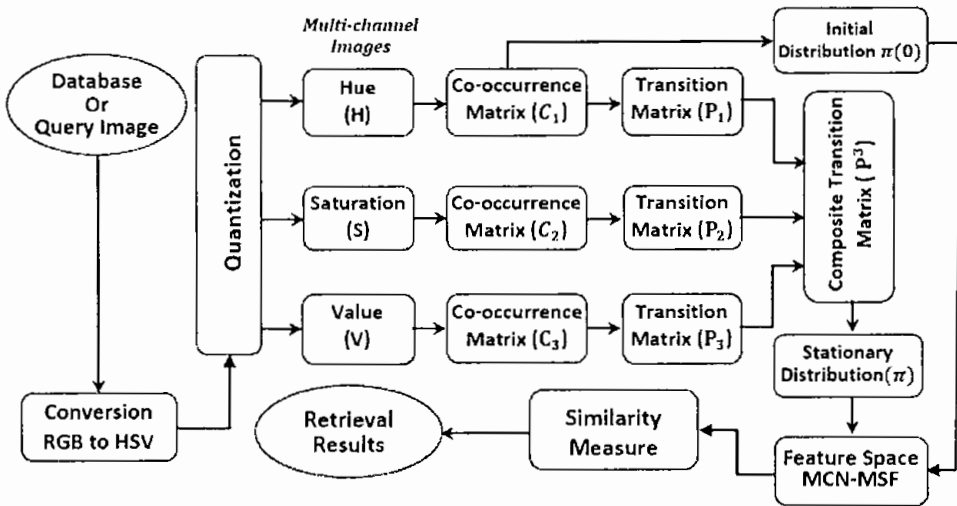 Multi-channel
Images
Initial
Distribution π(0)
Database
Or
Query Image
Quantization
Hue
(H)
Co-occurrence
Matrix (C₁)
Transition
Matrix (P₁)
Composite Transition
Matrix ( P³)
Saturation
(S)
Co-occurrence
Matrix (C₂)
Transition
Matrix (P₂)
Value
(V)
Co-occurrence
Matrix (C₃)
Transition
Matrix (P₃)
Stationary
Distribution(π)
Conversion
RGB to HSV
Retrieval
Results
Similarity
Measure
Feature Space
MCN-MSF